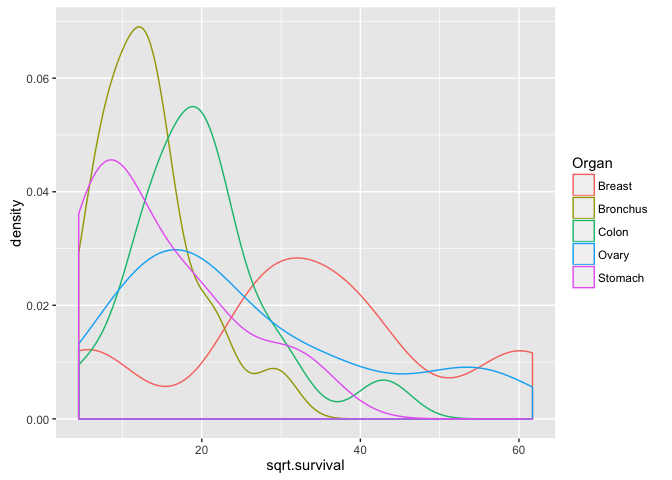 0.06
0.04
0.02
0.00
density
20
40
60
sqrt.survival
Organ
Breast
Bronchus
Colon
Ovary
Stomach